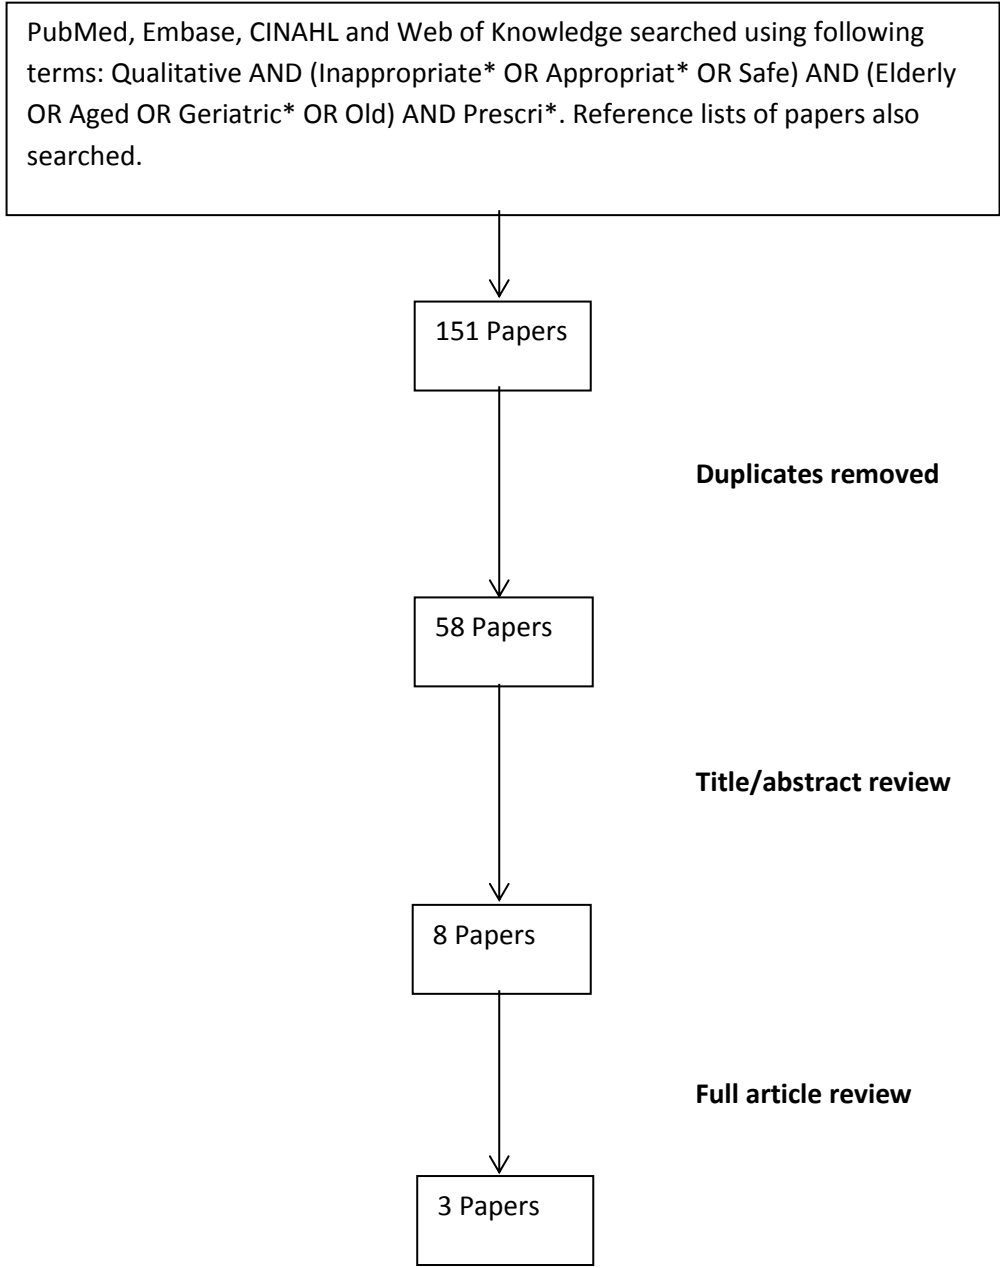 PubMed, Embase, CINAHL and Web of Knowledge searched using following
terms: Qualitative AND (Inappropriate* OR Appropriat* OR Safe) AND (Elderly
OR Aged OR Geriatric* OR Old) AND Prescri*. Reference lists of papers also
searched.
151 Papers
Duplicates removed
58 Papers
Title/abstract review
8 Papers
Full article review
3 Papers